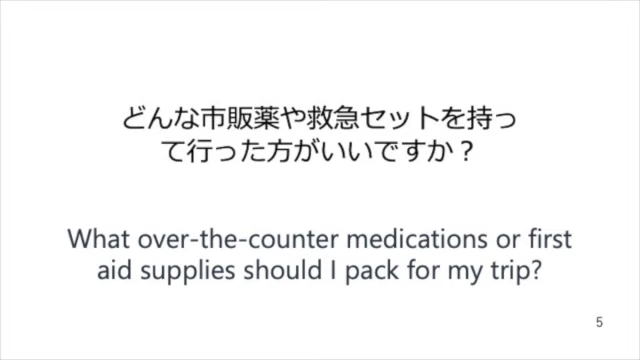 どんな市販薬や救急セットを持っ
て行った方がいいですか？
What over-the-counter medications or first
aid supplies should I pack for my trip?
5